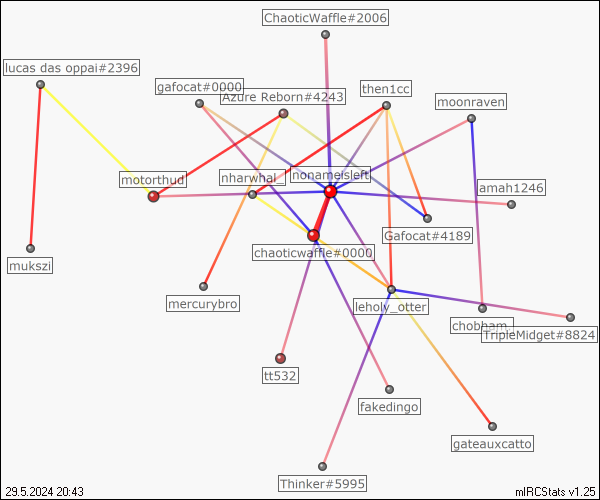 ChaoticWaffle#2006
lucas das oppai#2396
gafocat#0000
Azure Reborn#4243
then1cc
moonraven
motorthud
nharwhal_
nonameisleft
amah1246
Gafocat#4189
chaoticwaffle#0000
mukszi
mercurybro
leholy_otter
chobham_
TripleMidget#8824
tt532
fakedingo
gateauxcatto
Thinker#5995
29.5.2024 20:43
mIRCStats v1.25